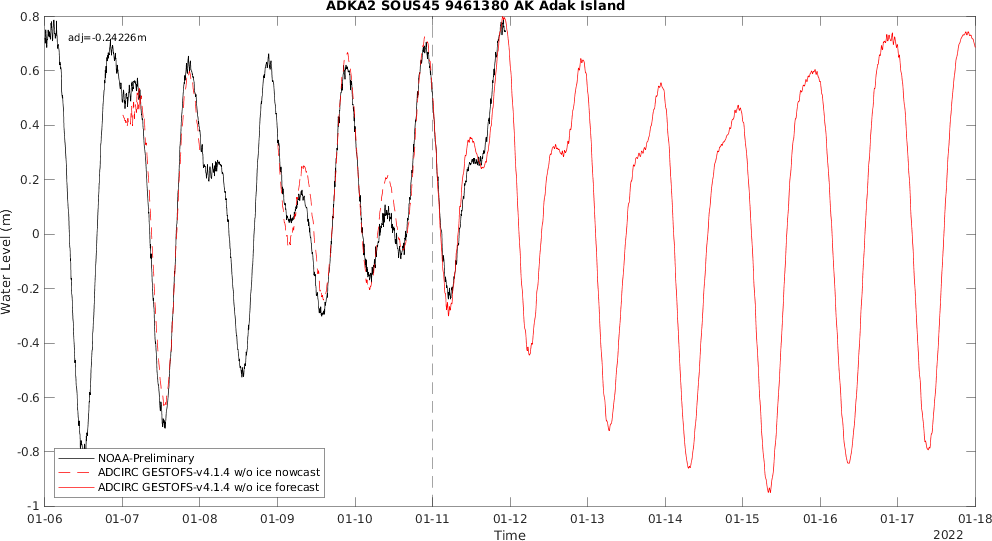 ADKA2 SOUS45 9461380 AK Adak Island
adj=-0.24226m
0.8
0.6
0.4
0.2
0
-0.2
-0.4
-0.6
-0.8
-1
Water Level (m)
NOAA-Preliminary
ADCIRC GESTOFS-v4.1.4 w/o ice nowcast
ADCIRC GESTOFS-v4.1.4 w/o ice forecast
01-06 01-07 01-08 01-09 01-10 01-11 01-12 01-13 01-14 01-15 01-16 01-17 01-18
Time
2022